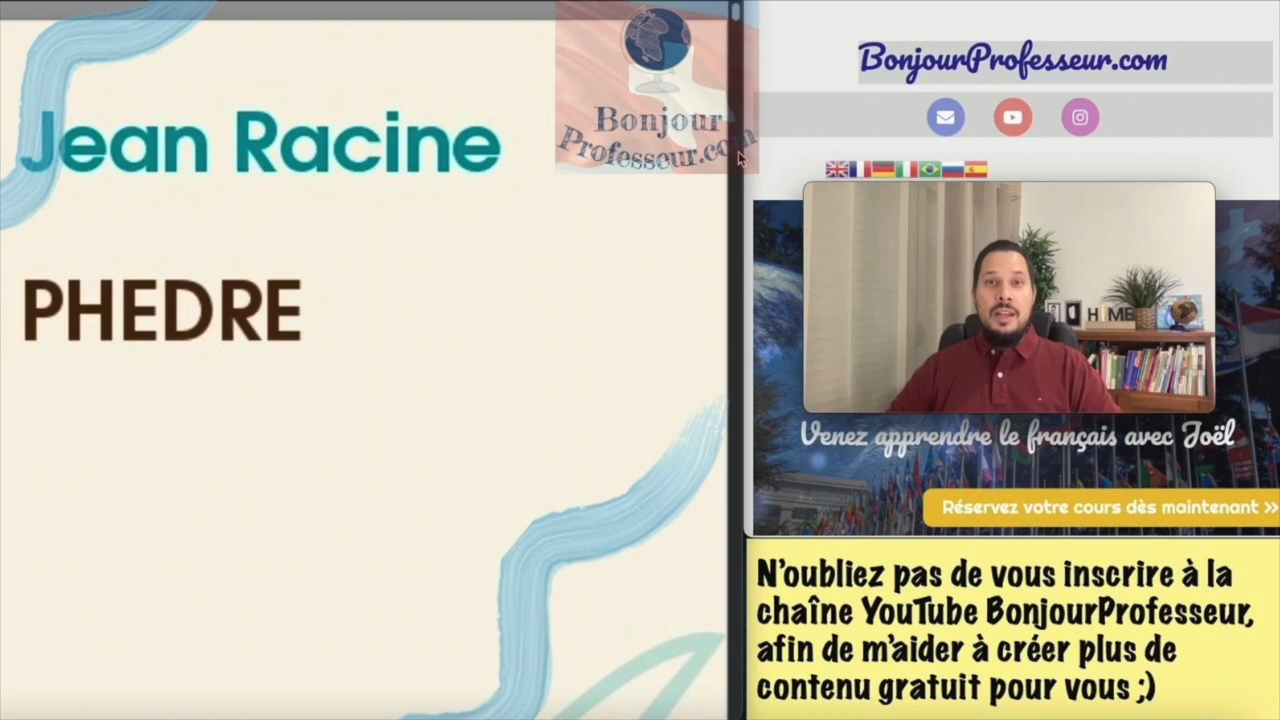 Jean Racine
PHEDRE
Bonjour
Professeur.com
BonjourProfesseur.com
HOME
Venez apprendre le français avec Joël
Réservez votre cours dès maintenant »
N'oubliez pas de vous inscrire à la
chaîne YouTube BonjourProfesseur,
afin de m'aider à créer plus de
contenu gratuit pour vous ;)